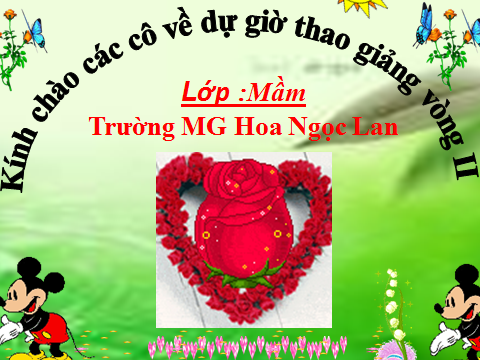 Kính chào các cô về dự giờ thao giảng vòng II
Lớp :Mầm
Trường MG Hoa Ngọc Lan